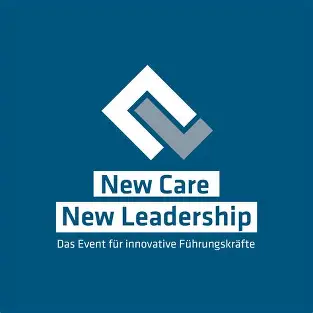 New Care
New Leadership
Das Event für innovative Führungskräfte